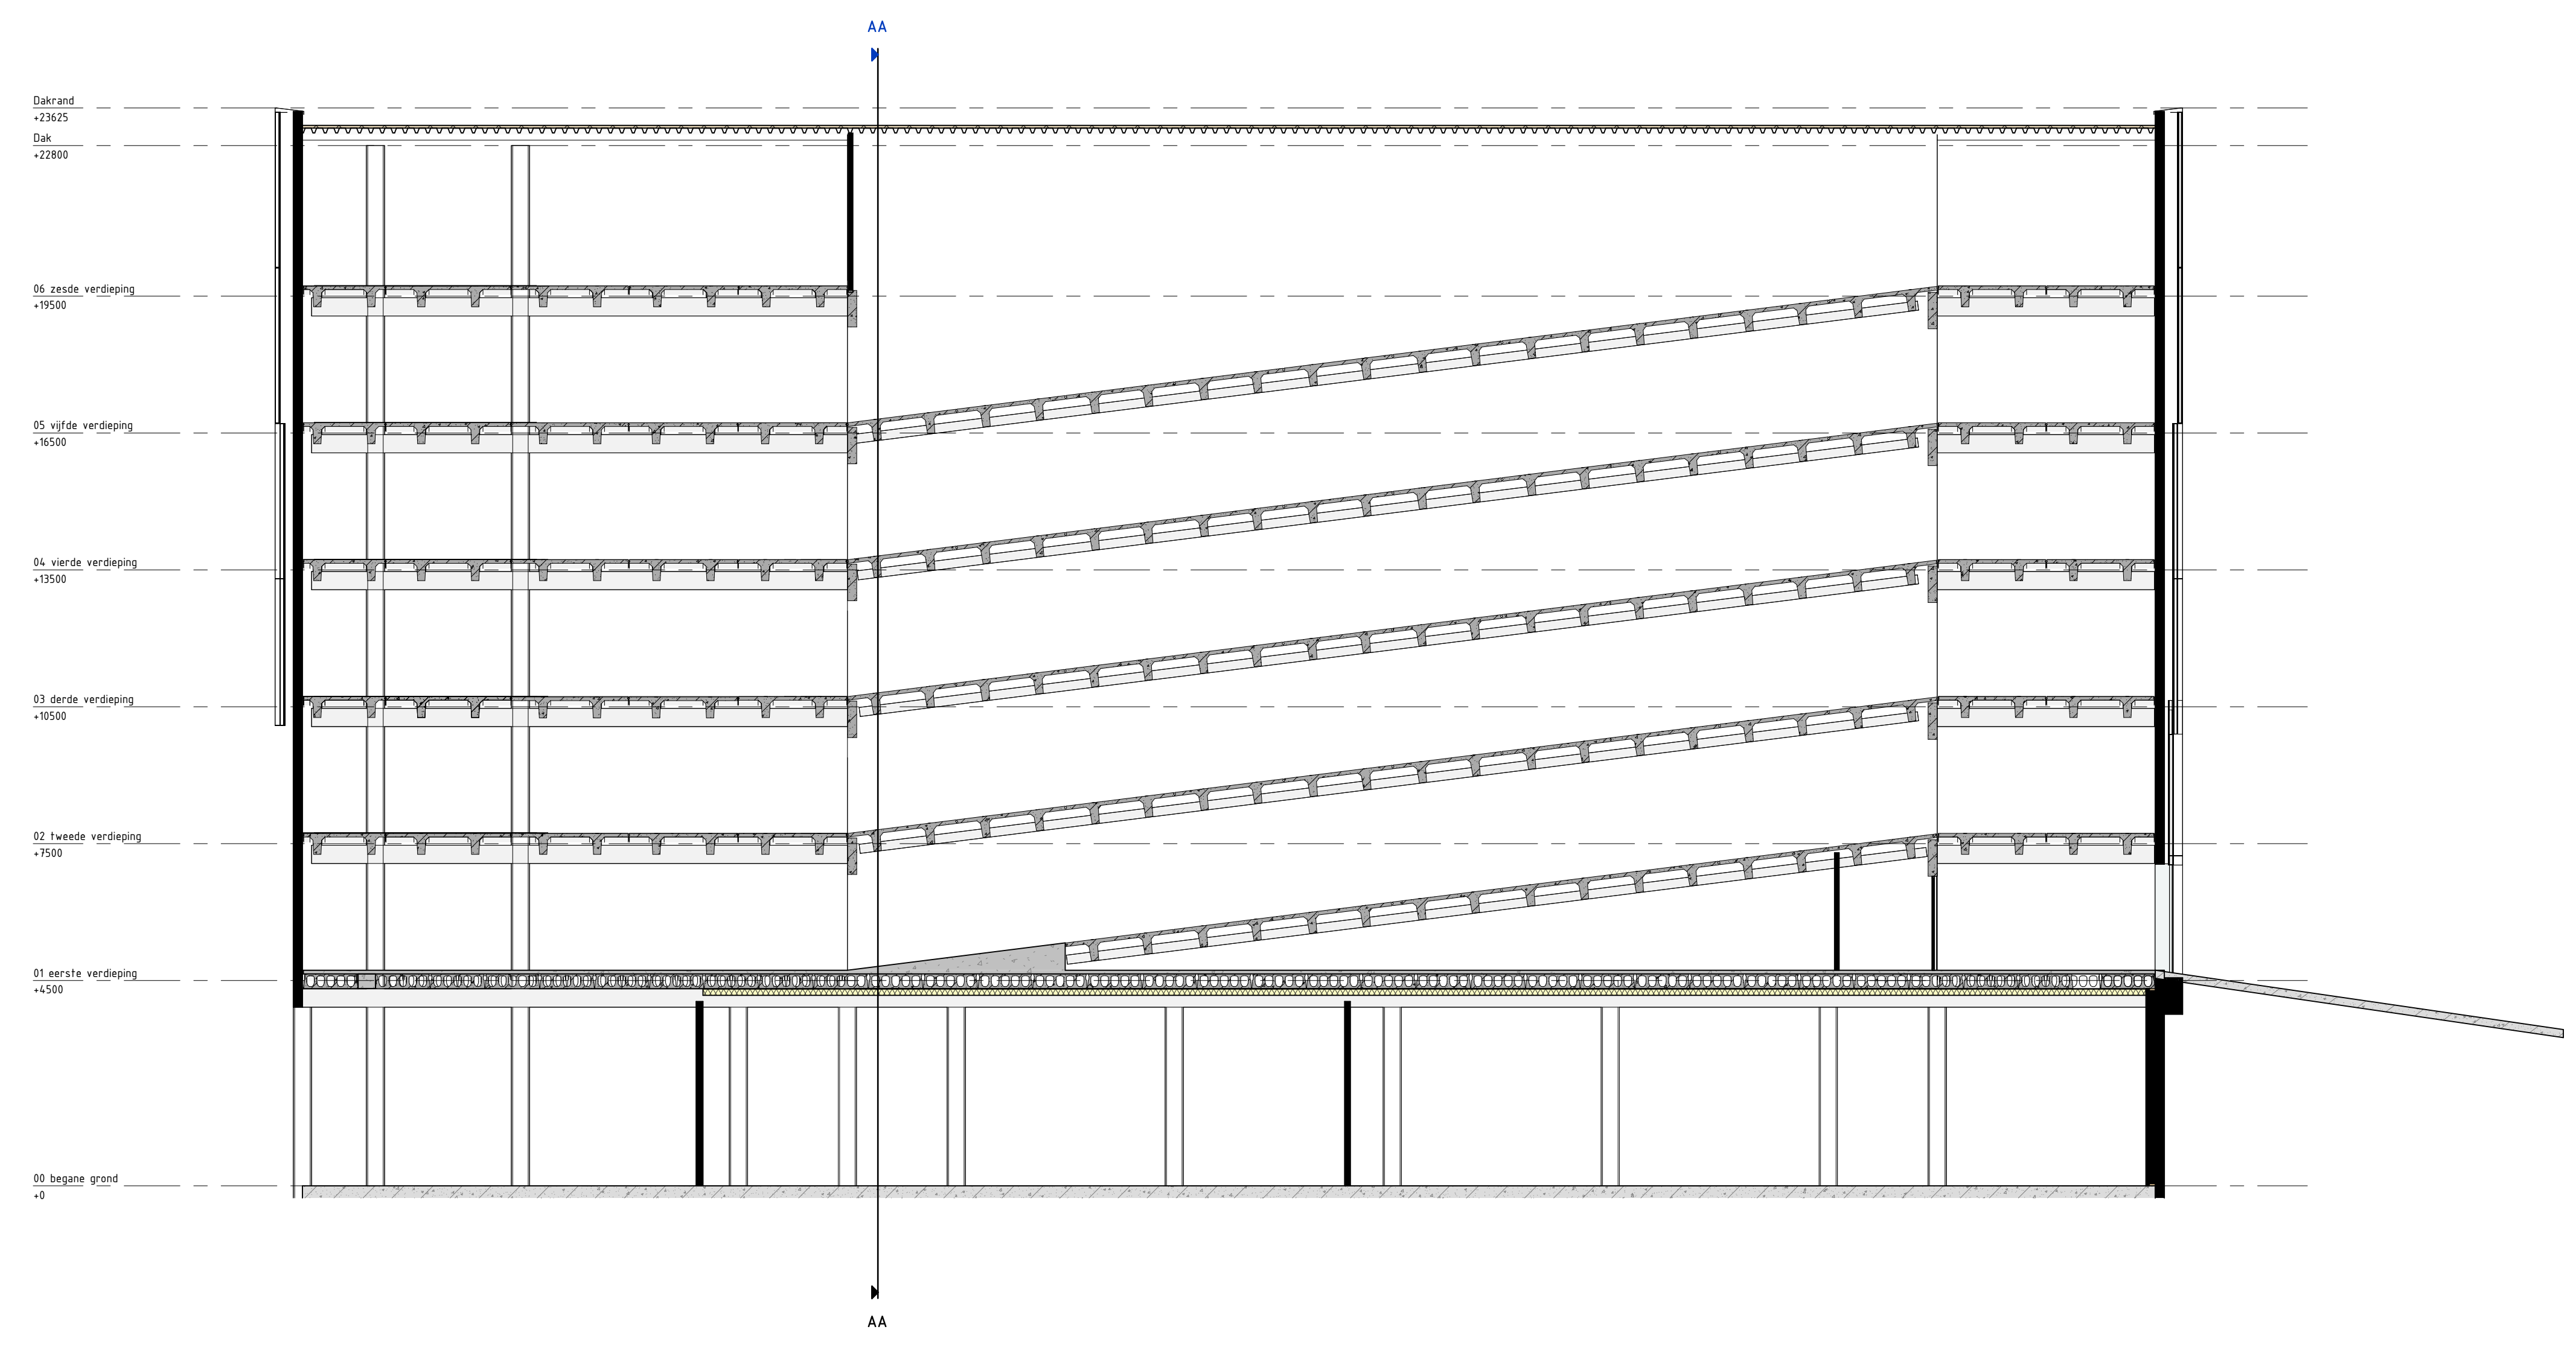 AA
Dakrand
+23625
Dak
+22800
06 zesde verdieping
+19500
05 vijfde verdieping
+16500
04 vierde verdieping
+13500
03 derde verdieping
+10500
02 tweede verdieping
+7500
01 eerste verdieping
+4500
00 begane grond
+0
AA